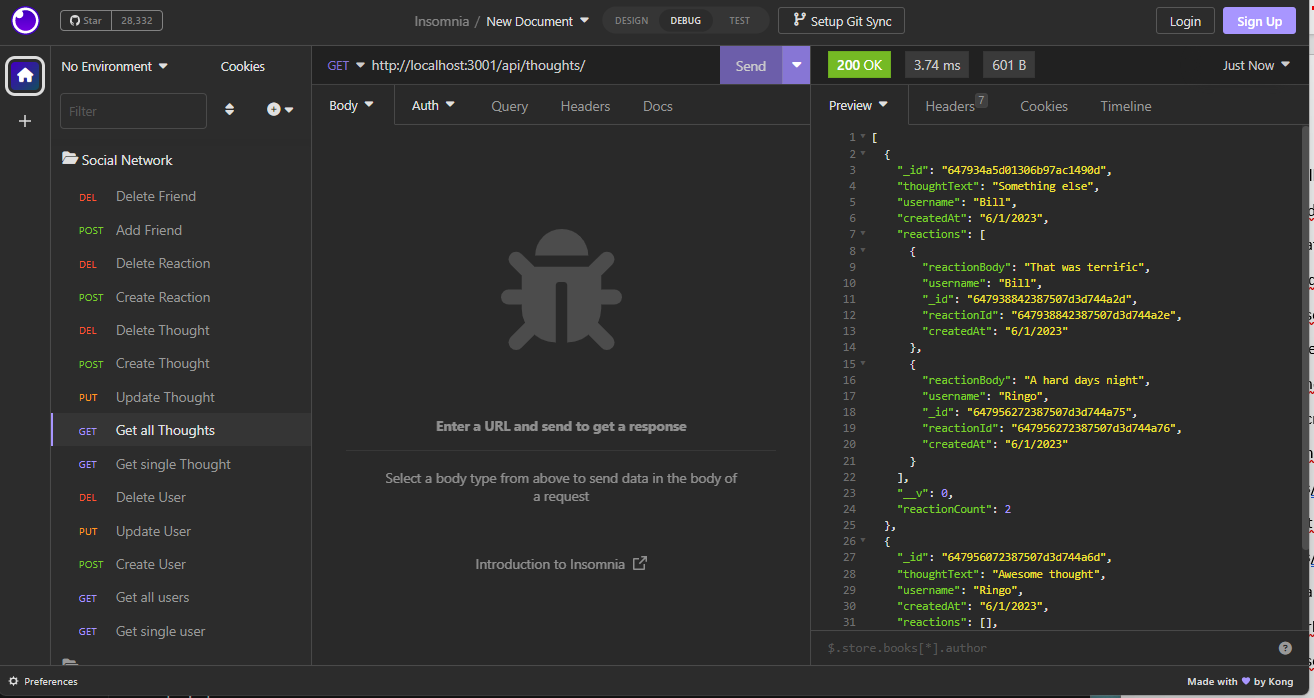 Star 28,332
Insomnia / New Document
DESIGN DEBUG TEST
Setup Git Sync
Login
Sign Up
No Environment
Cookies
Filter
Social Network
DEL Delete Friend
POST Add Friend
DEL Delete Reaction
POST Create Reaction
DEL Delete Thought
POST Create Thought
PUT Update Thought
GET Get all Thoughts
GET Get single Thought
DEL Delete User
PUT Update User
POST Create User
GET Get all users
GET Get single user
GET http://localhost:3001/api/thoughts/
Send
Body Auth Query Headers Docs
Enter a URL and send to get a response
Select a body type from above to send data in the body of
a request
Introduction to Insomnia
200 OK 3.74 ms 601 B Just Now
Preview Headers 7 Cookies Timeline
1 [
2 {
3 "_id": "647934a5d01306b97ac1490d",
4 "thoughtText": "Something else",
5 "username": "Bill",
6 "createdAt": "6/1/2023",
7 "reactions": [
8 {
9 "reactionBody": "That was terrific",
10 "username": "Bill",
11 "_id": "647938842387507d3d744a2d",
12 "reactionId": "647938842387507d3d744a2e",
13 "createdAt": "6/1/2023"
14 },
15 {
16 "reactionBody": "A hard days night",
17 "username": "Ringo",
18 "_id": "647956272387507d3d744a75",
19 "reactionId": "647956272387507d3d744a76",
20 "createdAt": "6/1/2023"
21 }
22 ],
23 "__v": 0,
24 "reactionCount": 2
25 },
26 {
27 "_id": "647956072387507d3d744a6d",
28 "thoughtText": "Awesome thought",
29 "username": "Ringo",
30 "createdAt": "6/1/2023",
31 "reactions": [],
$.store.books[*].author
?
Preferences
Made with by Kong